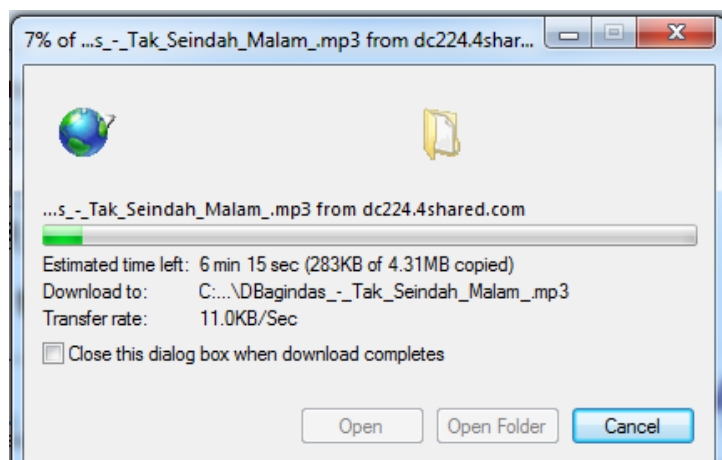 7% of ...s_-_Tak_Seindah_Malam_.mp3 from dc224.4shar...
...s_-_Tak_Seindah_Malam_.mp3 from dc224.4shared.com
Estimated time left: 6 min 15 sec (283KB of 4.31MB copied)
Download to: C:...\DBagindas_-_Tak_Seindah_Malam_.mp3
Transfer rate: 11.0KB/Sec
Close this dialog box when download completes
Open Open Folder Cancel